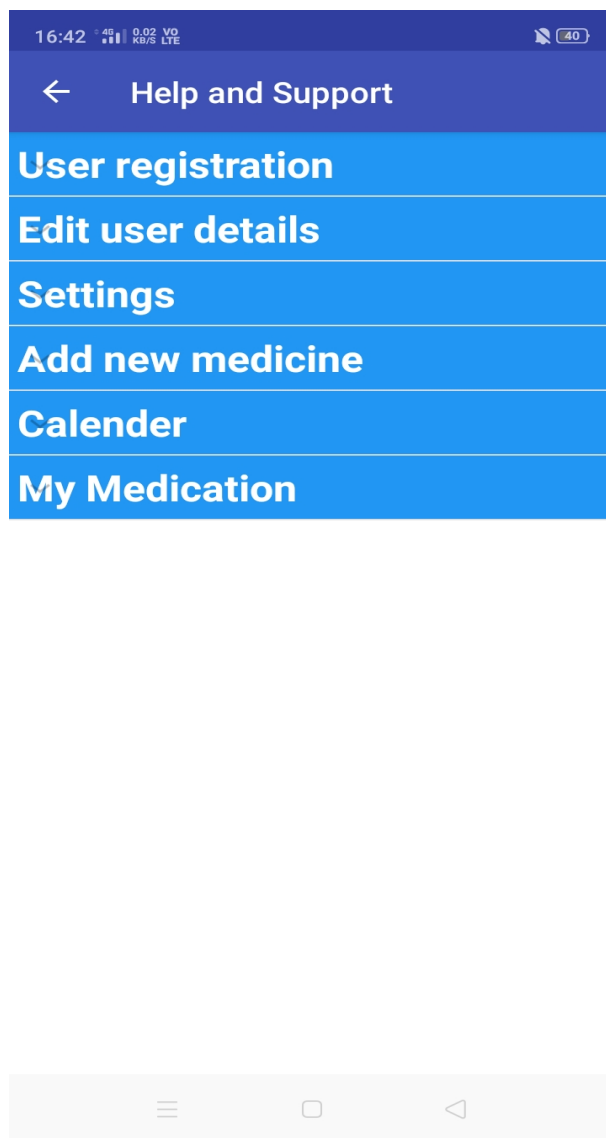 16:42 4G 0.02 KB/S VO LTE 40
Help and Support
User registration
Edit user details
Settings
Add new medicine
Calender
My Medication